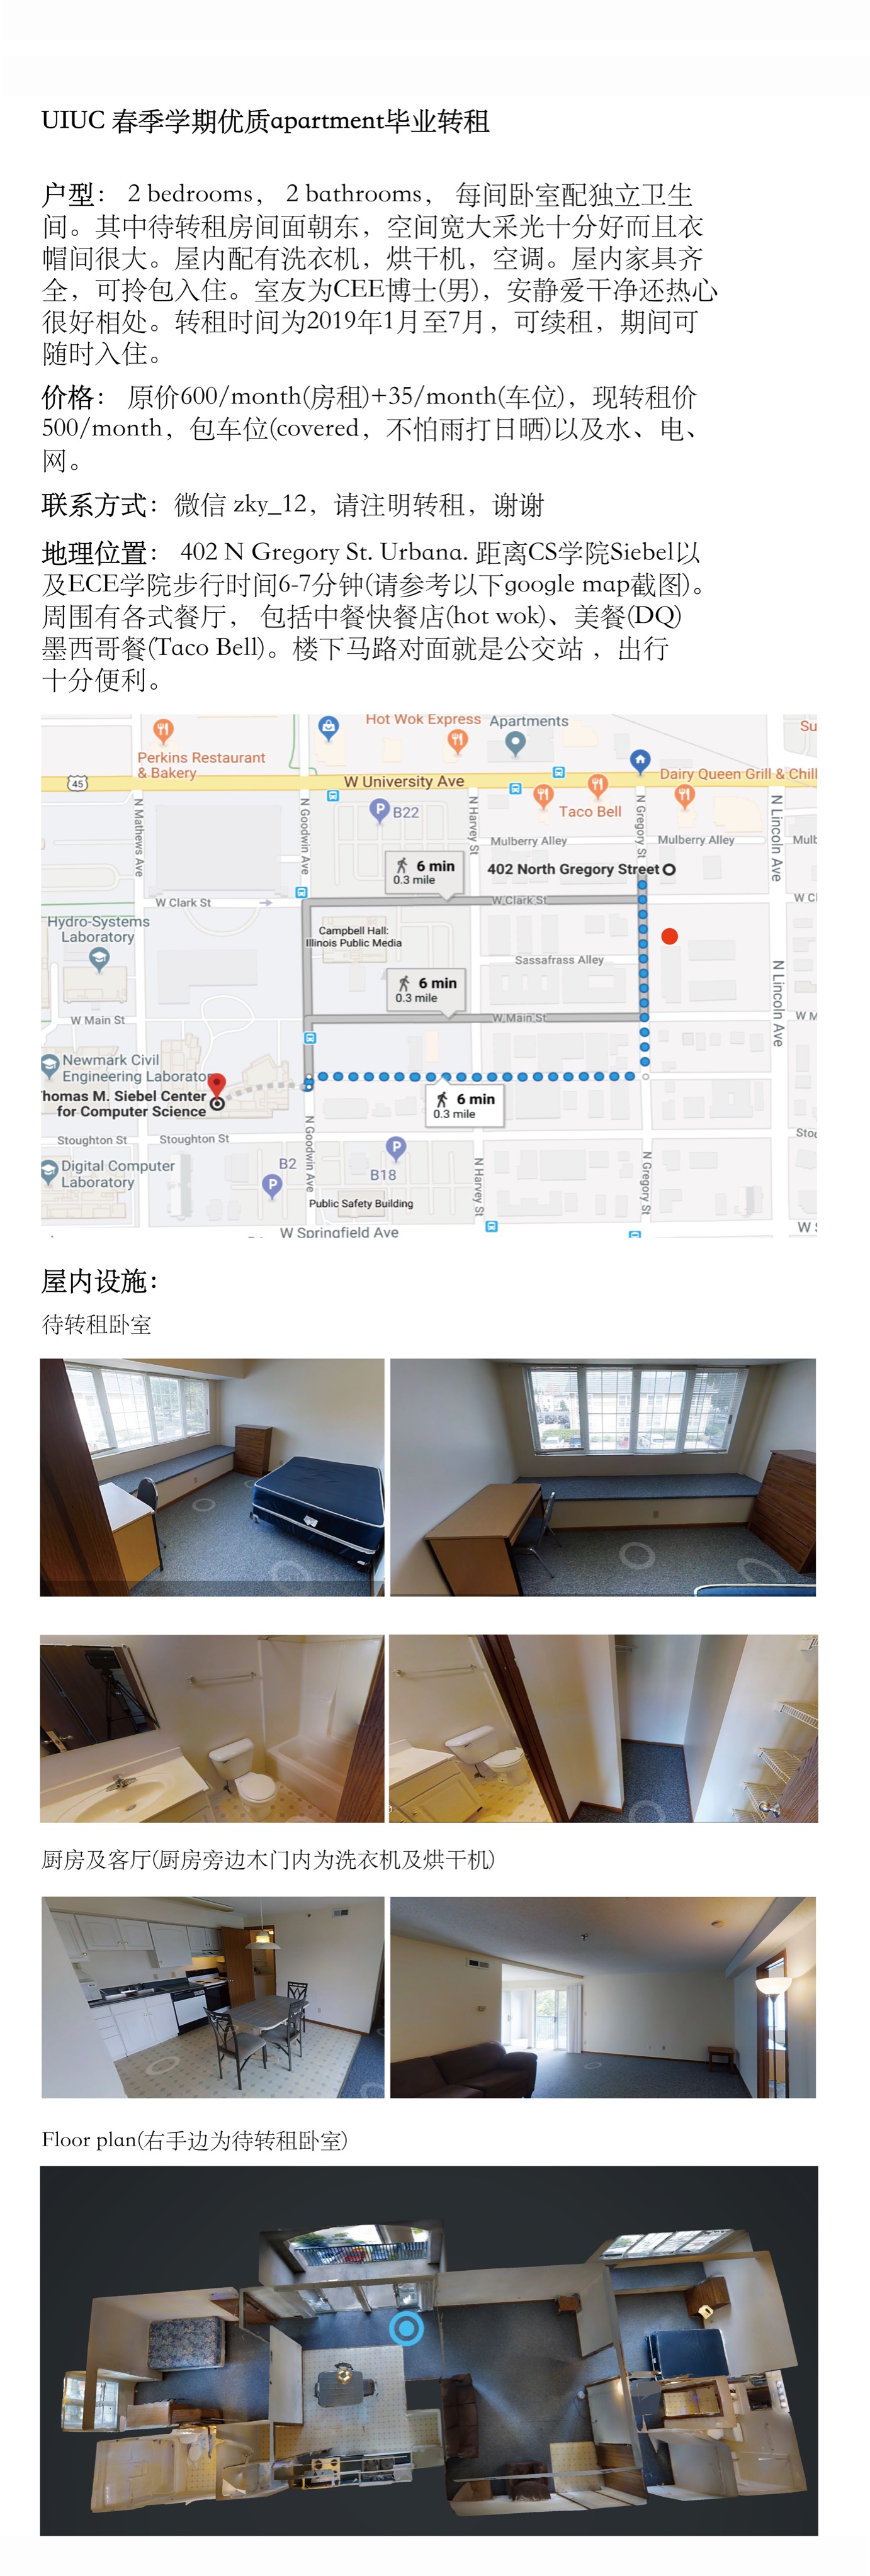 UIUC 春季学期优质apartment毕业转租
户型： 2 bedrooms， 2 bathrooms， 每间卧室配独立卫生
间。其中待转租房间面朝东，空间宽大采光十分好而且衣
帽间很大。屋内配有洗衣机，烘干机，空调。屋内家具齐
全，可拎包入住。室友为CEE博士(男)，安静爱干净还热心
很好相处。转租时间为2019年1月至7月，可续租，期间可
随时入住。
价格： 原价600/month(房租)+35/month(车位)，现转租价
500/month，包车位(covered，不怕雨打日晒)以及水、电、
网。
联系方式：微信 zky_12，请注明转租，谢谢
地理位置： 402 N Gregory St. Urbana. 距离CS学院Siebel以
及ECE学院步行时间6-7分钟(请参考以下google map截图)。
周围有各式餐厅， 包括中餐快餐店(hot wok)、美餐(DQ)
墨西哥餐(Taco Bell)。楼下马路对面就是公交站 ，出行
十分便利。
Hot Wok Express
Apartments
Su
Perkins Restaurant
& Bakery
45
W University Ave
Dairy Queen Grill & Chill
Taco Bell
P B22
N Mathews Ave
N Goodwin Ave
N Harvey St
N Gregory St
N Lincoln Ave
Mulberry Alley
Mulberry Alley
Mulb
6 min
0.3 mile
402 North Gregory Street
W Clark St
W Clark St
W Cl
Hydro-Systems
Laboratory
Campbell Hall:
Illinois Public Media
Sassafrass Alley
6 min
0.3 mile
N Lincoln Ave
W Main St
W Main St
W M
Newmark Civil
Engineering Laborator
Thomas M. Siebel Center
for Computer Science
6 min
0.3 mile
Stoughton St
Stoughton St
Stou
N Goodwin Ave
N Harvey St
N Gregory St
Digital Computer
Laboratory
B2
P
P
B18
Public Safety Building
W Springfield Ave
W S
屋内设施：
待转租卧室
厨房及客厅(厨房旁边木门内为洗衣机及烘干机)
Floor plan(右手边为待转租卧室)